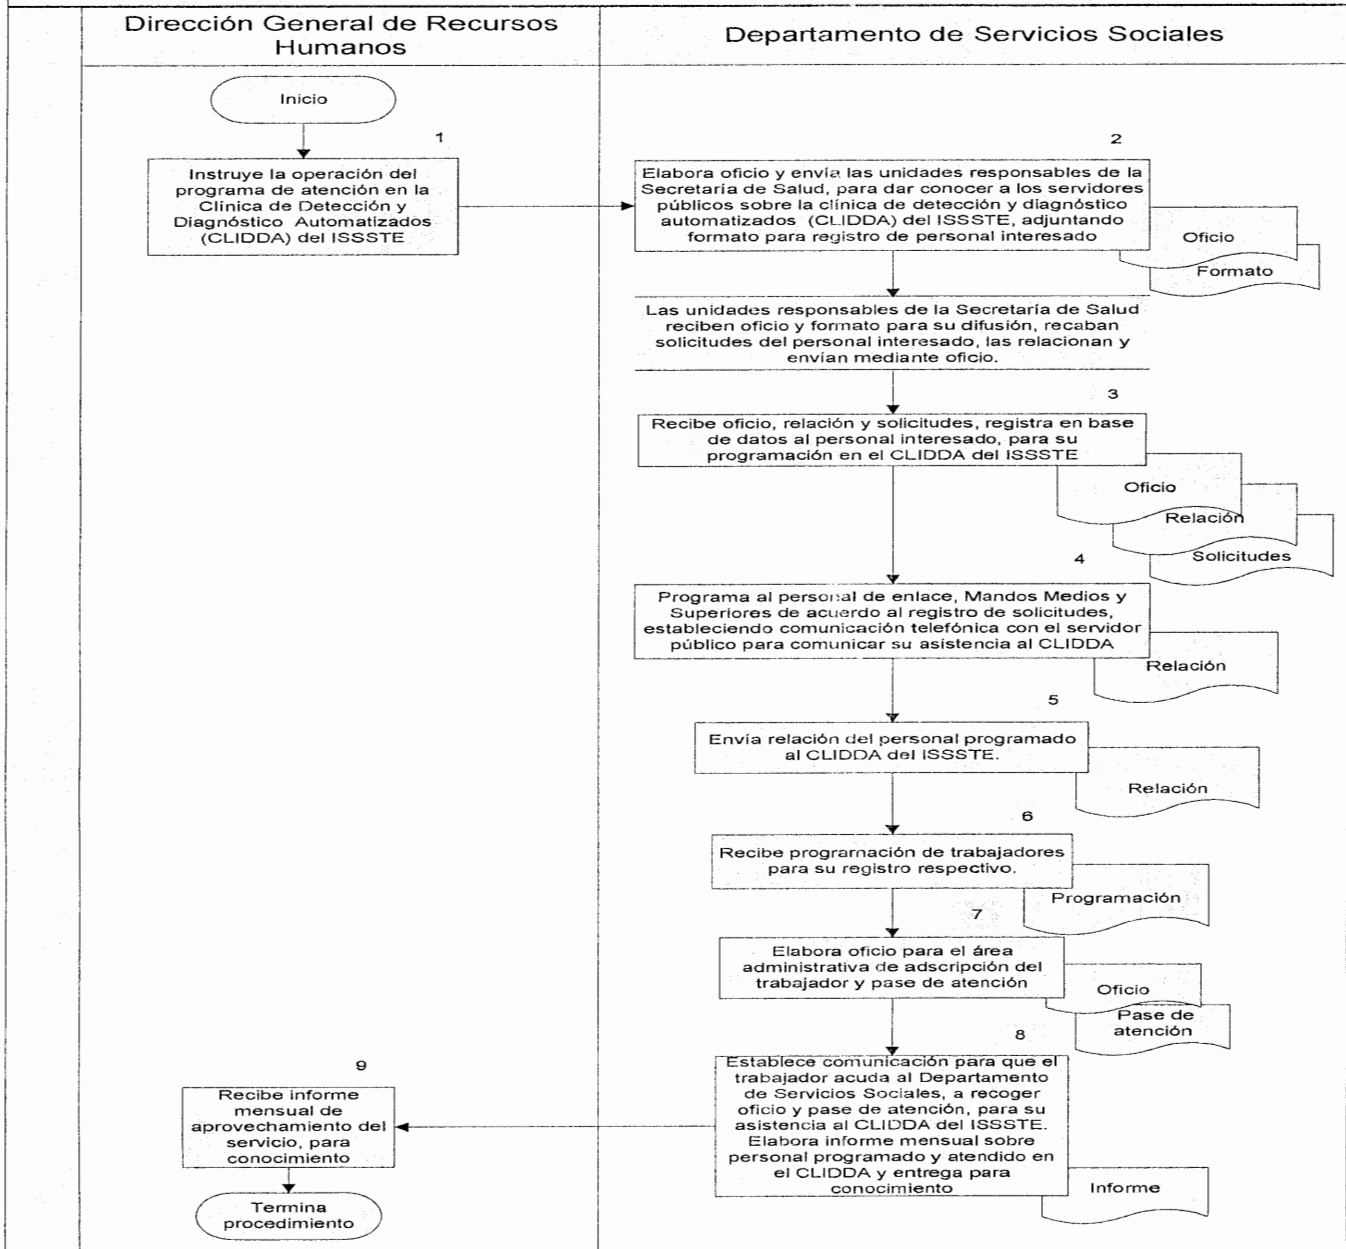 Dirección General de Recursos
Humanos
Departamento de Servicios Sociales
Inicio
1
Instruye la operación del
programa de atención en la
Clínica de Detección y
Diagnóstico Automatizados
(CLIDDA) del ISSSTE
2
Elabora oficio y envía las unidades responsables de la
Secretaría de Salud, para dar conocer a los servidores
públicos sobre la clínica de detección y diagnóstico
automatizados (CLIDDA) del ISSSTE, adjuntando
formato para registro de personal interesado
Oficio
Formato
Las unidades responsables de la Secretaría de Salud
reciben oficio y formato para su difusión, recaban
solicitudes del personal interesado, las relacionan y
envían mediante oficio.
3
Recibe oficio, relación y solicitudes, registra en base
de datos al personal interesado, para su
programación en el CLIDDA del ISSSTE
Oficio
Relación
Solicitudes
4
Programa al personal de enlace, Mandos Medios y
Superiores de acuerdo al registro de solicitudes,
estableciendo comunicación telefónica con el servidor
público para comunicar su asistencia al CLIDDA
Relación
5
Envía relación del personal programado
al CLIDDA del ISSSTE.
Relación
6
Recibe programación de trabajadores
para su registro respectivo.
Programación
7
Elabora oficio para el área
administrativa de adscripción del
trabajador y pase de atención
Oficio
Pase de
atención
8
Establece comunicación para que el
trabajador acuda al Departamento
de Servicios Sociales, a recoger
oficio y pase de atención, para su
asistencia al CLIDDA del ISSSTE.
Elabora informe mensual sobre
personal programado y atendido en
el CLIDDA y entrega para
conocimiento
Informe
9
Recibe informe
mensual de
aprovechamiento del
servicio, para
conocimiento
Termina
procedimiento